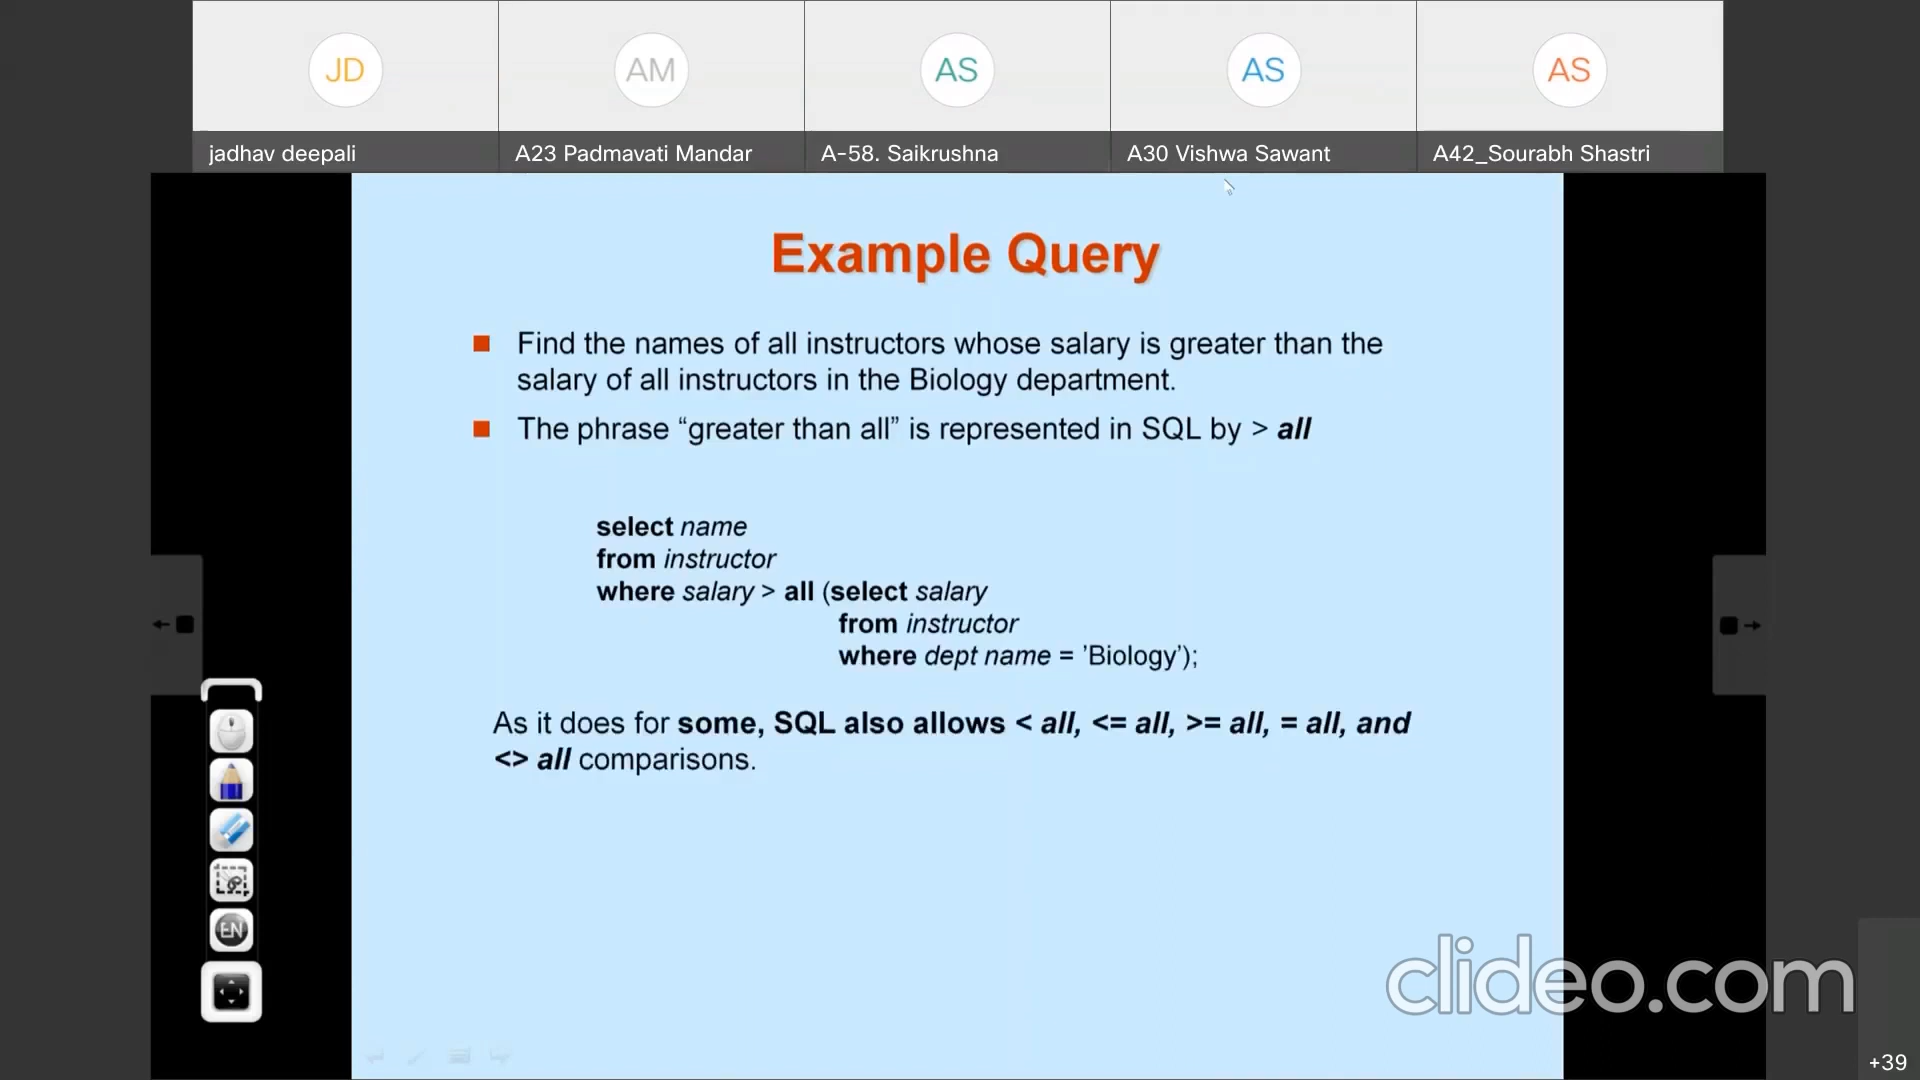 JD
AM
AS
AS
AS
jadhav deepali
A23 Padmavati Mandar
A-58. Saikrushna
A30 Vishwa Sawant
A42_Sourabh Shastri
Example Query
Find the names of all instructors whose salary is greater than the
salary of all instructors in the Biology department.
The phrase “greater than all” is represented in SQL by > all
select name
from instructor
where salary > all (select salary
from instructor
where dept name = ’Biology’);
As it does for some, SQL also allows < all, <= all, >= all, = all, and
<> all comparisons.
EN
clideo.com
+39